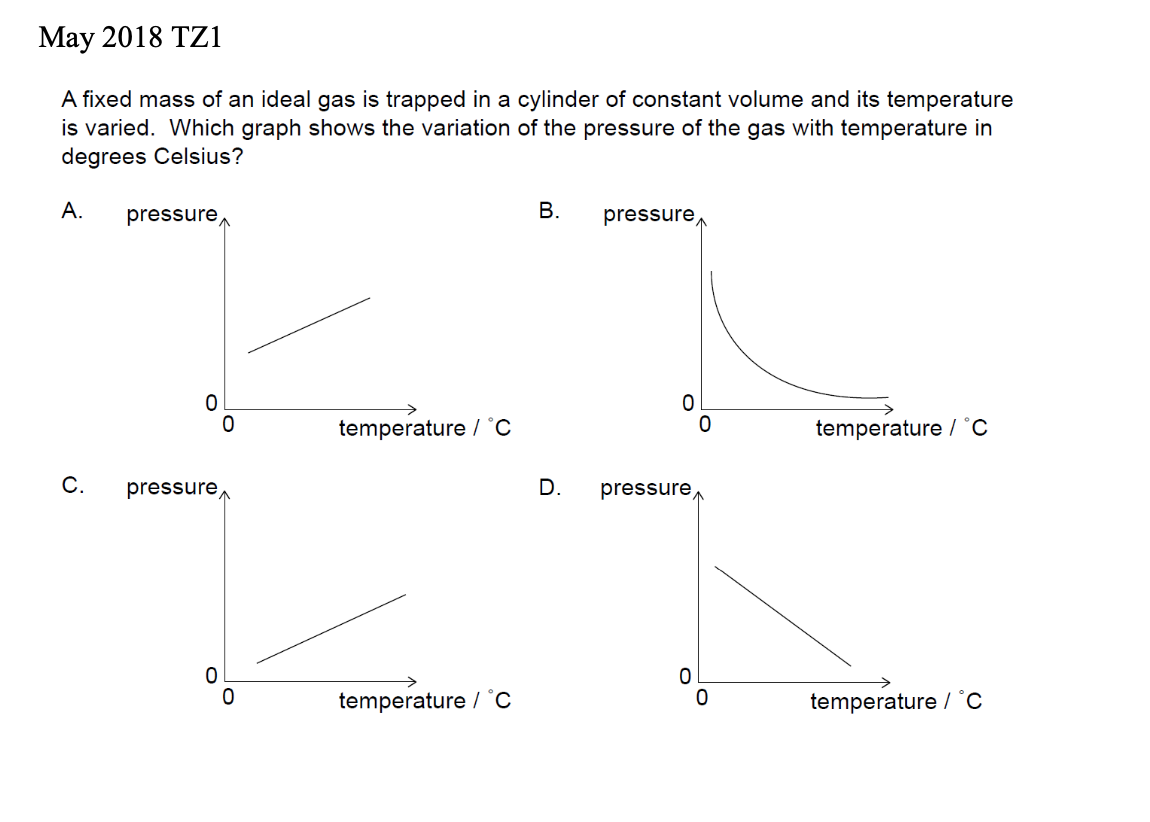 May 2018 TZ1
A fixed mass of an ideal gas is trapped in a cylinder of constant volume and its temperature
is varied.  Which graph shows the variation of the pressure of the gas with temperature in
degrees Celsius?
A. pressure
0
0
temperature / °C
B. pressure
0
0
temperature / °C
C. pressure
0
0
temperature / °C
D. pressure
0
0
temperature / °C